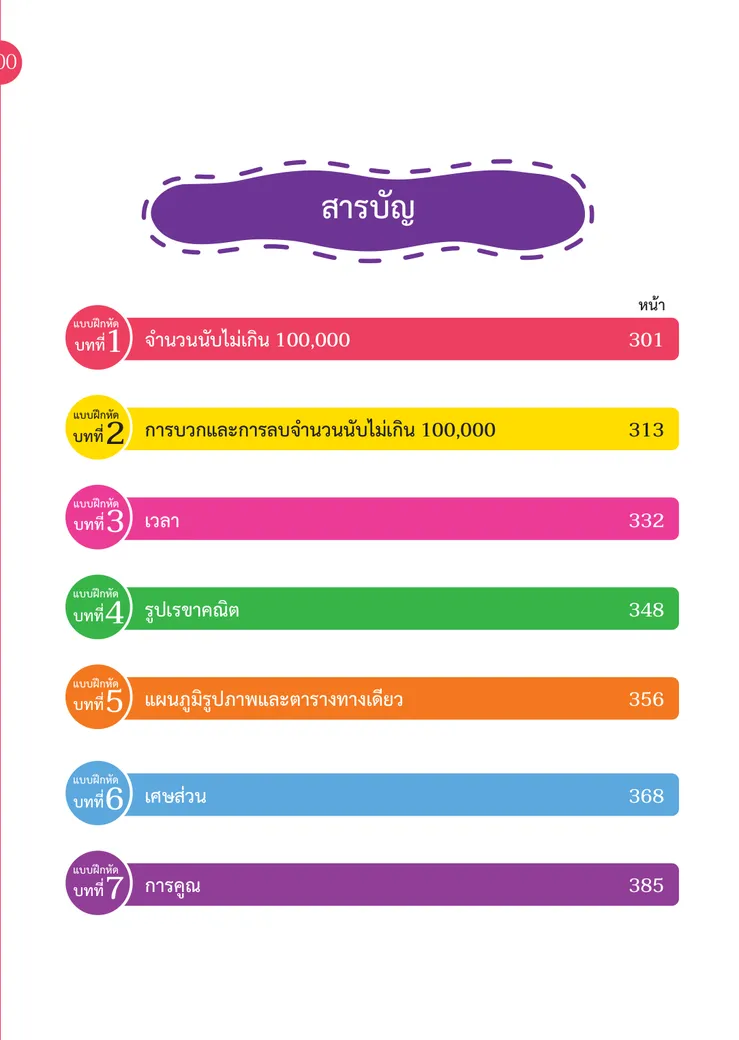 00
สารบัญ
หน้า
แบบฝึกหัด
บทที่ 1 จำนวนนับไม่เกิน 100,000 301
แบบฝึกหัด
บทที่ 2 การบวกและการลบจำนวนนับไม่เกิน 100,000 313
แบบฝึกหัด
บทที่ 3 เวลา 332
แบบฝึกหัด
บทที่ 4 รูปเรขาคณิต 348
แบบฝึกหัด
บทที่ 5 แผนภูมิรูปภาพและตารางทางเดียว 356
แบบฝึกหัด
บทที่ 6 เศษส่วน 368
แบบฝึกหัด
บทที่ 7 การคูณ 385